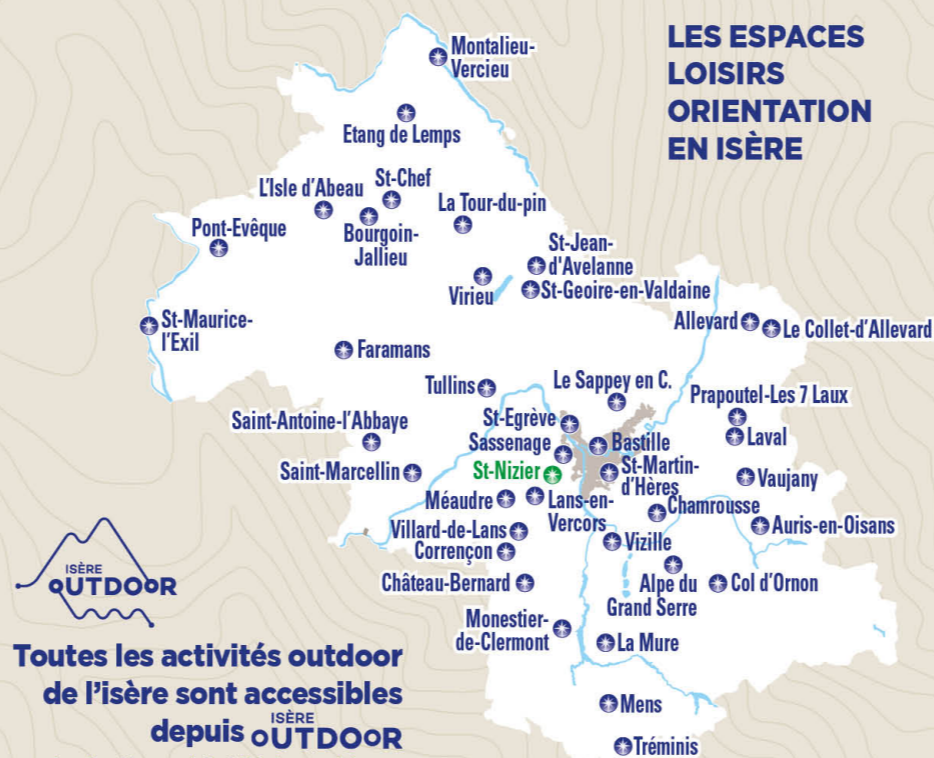 LES ESPACES
LOISIRS
ORIENTATION
EN ISÈRE
Montalieu-
Vercieu
Etang de Lemps
L'Isle d'Abeau
St-Chef
La Tour-du-pin
Pont-Evêque
Bourgoin-
Jallieu
St-Jean-
d'Avelanne
Virieu
St-Geoire-en-Valdaine
St-Maurice-
l'Exil
Allevard
Le Collet-d'Allevard
Faramans
Tullins
Le Sappey en C.
Prapoutel-Les 7 Laux
Saint-Antoine-l'Abbaye
St-Egrève
Sassenage
Bastille
Laval
Saint-Marcellin
St-Nizier
St-Martin-
d'Hères
Vaujany
Méaudre
Lans-en-
Vercors
Chamrousse
Villard-de-Lans
Auris-en-Oisans
Corrençon
Vizille
Château-Bernard
Alpe du
Grand Serre
Col d'Ornon
Monestier-
de-Clermont
La Mure
Mens
Tréminis
ISÈRE
OUTDOOR
Toutes les activités outdoor
de l'isère sont accessibles
depuis ISÈRE OUTDOOR